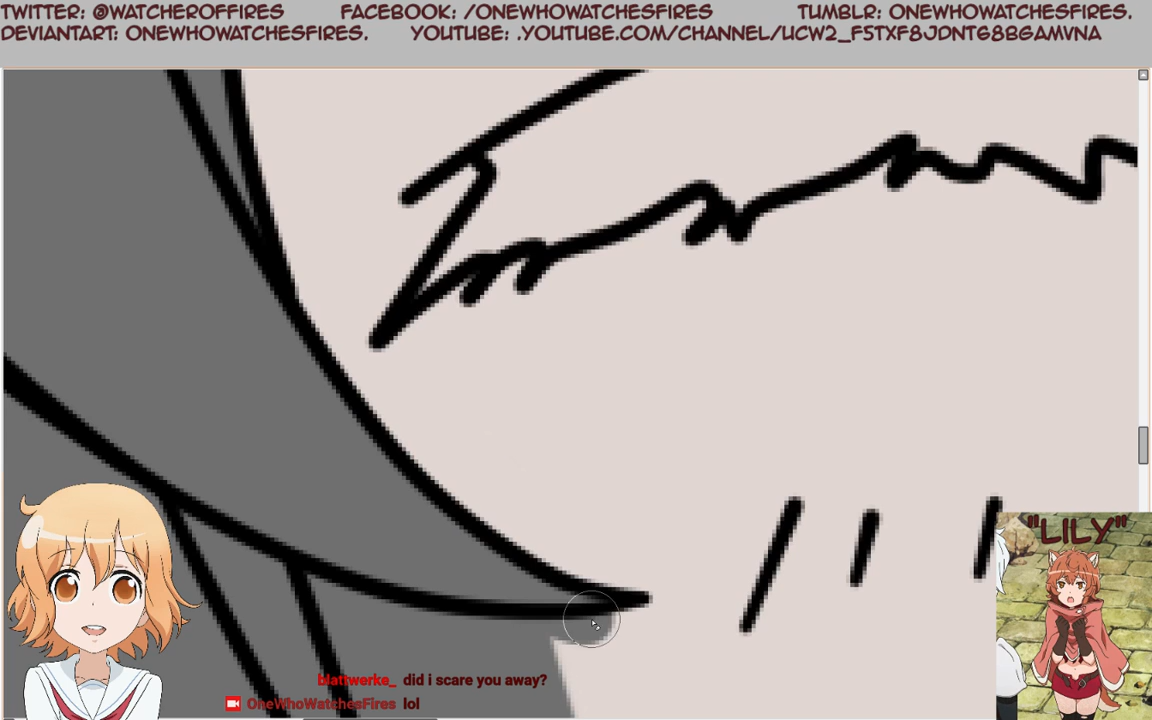 TWITTER: @WATCHEROFFIRES FACEBOOK: /ONEWHOWATCHESFIRES TUMBLR: ONEWHOWATCHESFIRES.
DEVIANTART: ONEWHOWATCHESFIRES. YOUTUBE: .YOUTUBE.COM/CHANNEL/UCW2_F5TXF8JDNTG8BGAMVNA
"LILY"
blattwerke_ did i scare you away?
OneWhoWatchesFires lol